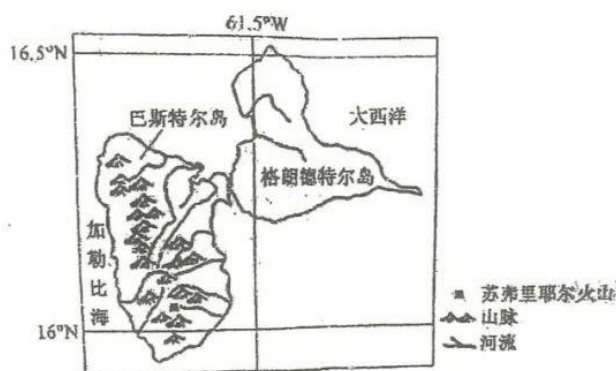 61.5°W
16.5°N
巴斯特尔岛
大西洋
格朗德特尔岛
加勒比海
16°N
苏弗里耶尔火山
山脉
河流